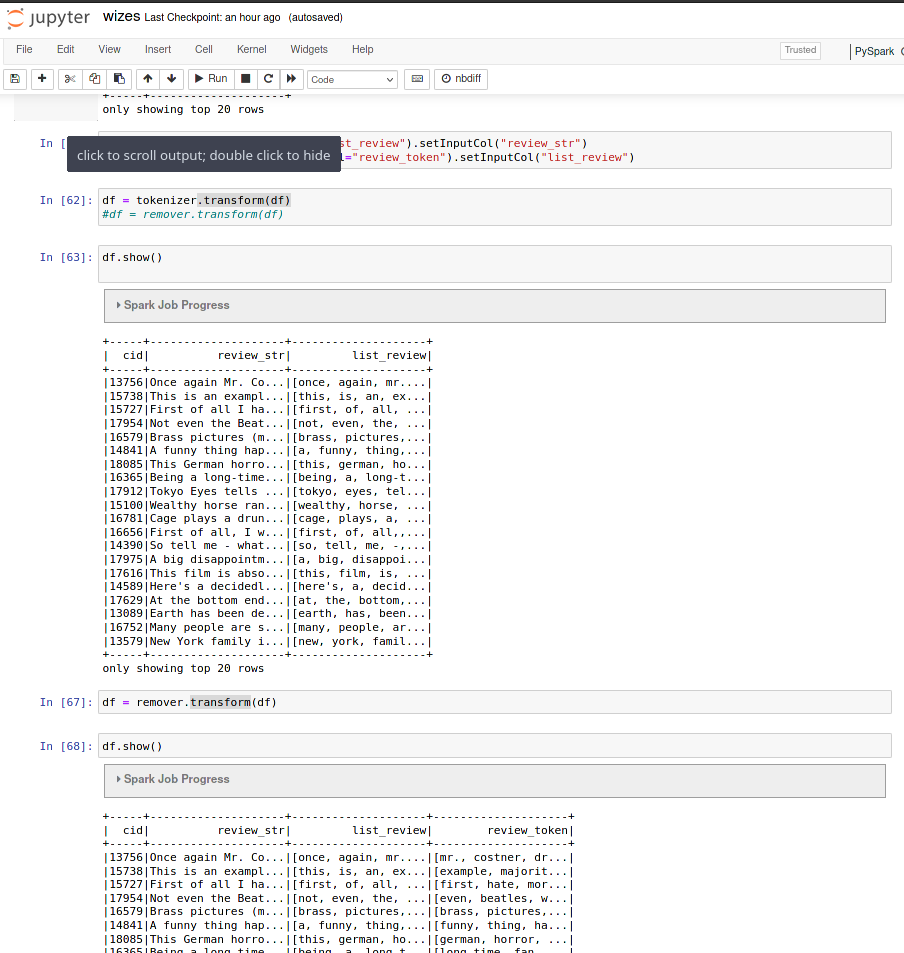 jupyter wizes Last Checkpoint: an hour ago (autosaved)
File Edit View Insert Cell Kernel Widgets Help Trusted PySpark
Run Code nbdiff
+-----+--------------------+
only showing top 20 rows
In [ st_review").setInputCol("review_str")
click to scroll output; double click to hide
="review_token").setInputCol("list_review")
In [62]: df = tokenizer.transform(df)
#df = remover.transform(df)
In [63]: df.show()
Spark Job Progress
+-----+--------------------+--------------------+
| cid| review_str| list_review|
+-----+--------------------+--------------------+
|13756|Once again Mr. Co...|[once, again, mr....|
|15738|This is an exampl...|[this, is, an, ex...|
|15727|First of all I ha...|[first, of, all, ...|
|17954|Not even the Beat...|[not, even, the, ...|
|16579|Brass pictures (m...|[brass, pictures,...|
|14841|A funny thing hap...|[a, funny, thing,...|
|18085|This German horro...|[this, german, ho...|
|16365|Being a long-time...|[being, a, long-t...|
|17912|Tokyo Eyes tells ...|[tokyo, eyes, tel...|
|15100|Wealthy horse ran...|[wealthy, horse, ...|
|16781|Cage plays a drun...|[cage, plays, a, ...|
|16656|First of all, I w...|[first, of, all,,...|
|14390|So tell me - what...|[so, tell, me, -,...|
|17975|A big disappointm...|[a, big, disappoi...|
|17616|This film is abso...|[this, film, is, ...|
|14589|Here's a decidedl...|[here's, a, decid...|
|17629|At the bottom end...|[at, the, bottom,...|
|13089|Earth has been de...|[earth, has, been...|
|16752|Many people are s...|[many, people, ar...|
|13579|New York family i...|[new, york, famil...|
+-----+--------------------+--------------------+
only showing top 20 rows
In [67]: df = remover.transform(df)
In [68]: df.show()
Spark Job Progress
+-----+--------------------+--------------------+--------------------+
| cid| review_str| list_review| review_token|
+-----+--------------------+--------------------+--------------------+
|13756|Once again Mr. Co...|[once, again, mr....|[mr., costner, dr...|
|15738|This is an exampl...|[this, is, an, ex...|[example, majorit...|
|15727|First of all I ha...|[first, of, all, ...|[first, hate, mor...|
|17954|Not even the Beat...|[not, even, the, ...|[even, beatles, w...|
|16579|Brass pictures (m...|[brass, pictures,...|[brass, pictures,...|
|14841|A funny thing hap...|[a, funny, thing,...|[funny, thing, ha...|
|18085|This German horro...|[this, german, ho...|[german, horror, ...|
|16365|Being a long-time...|[being, a, long-t...|[long-time, fan, ...|